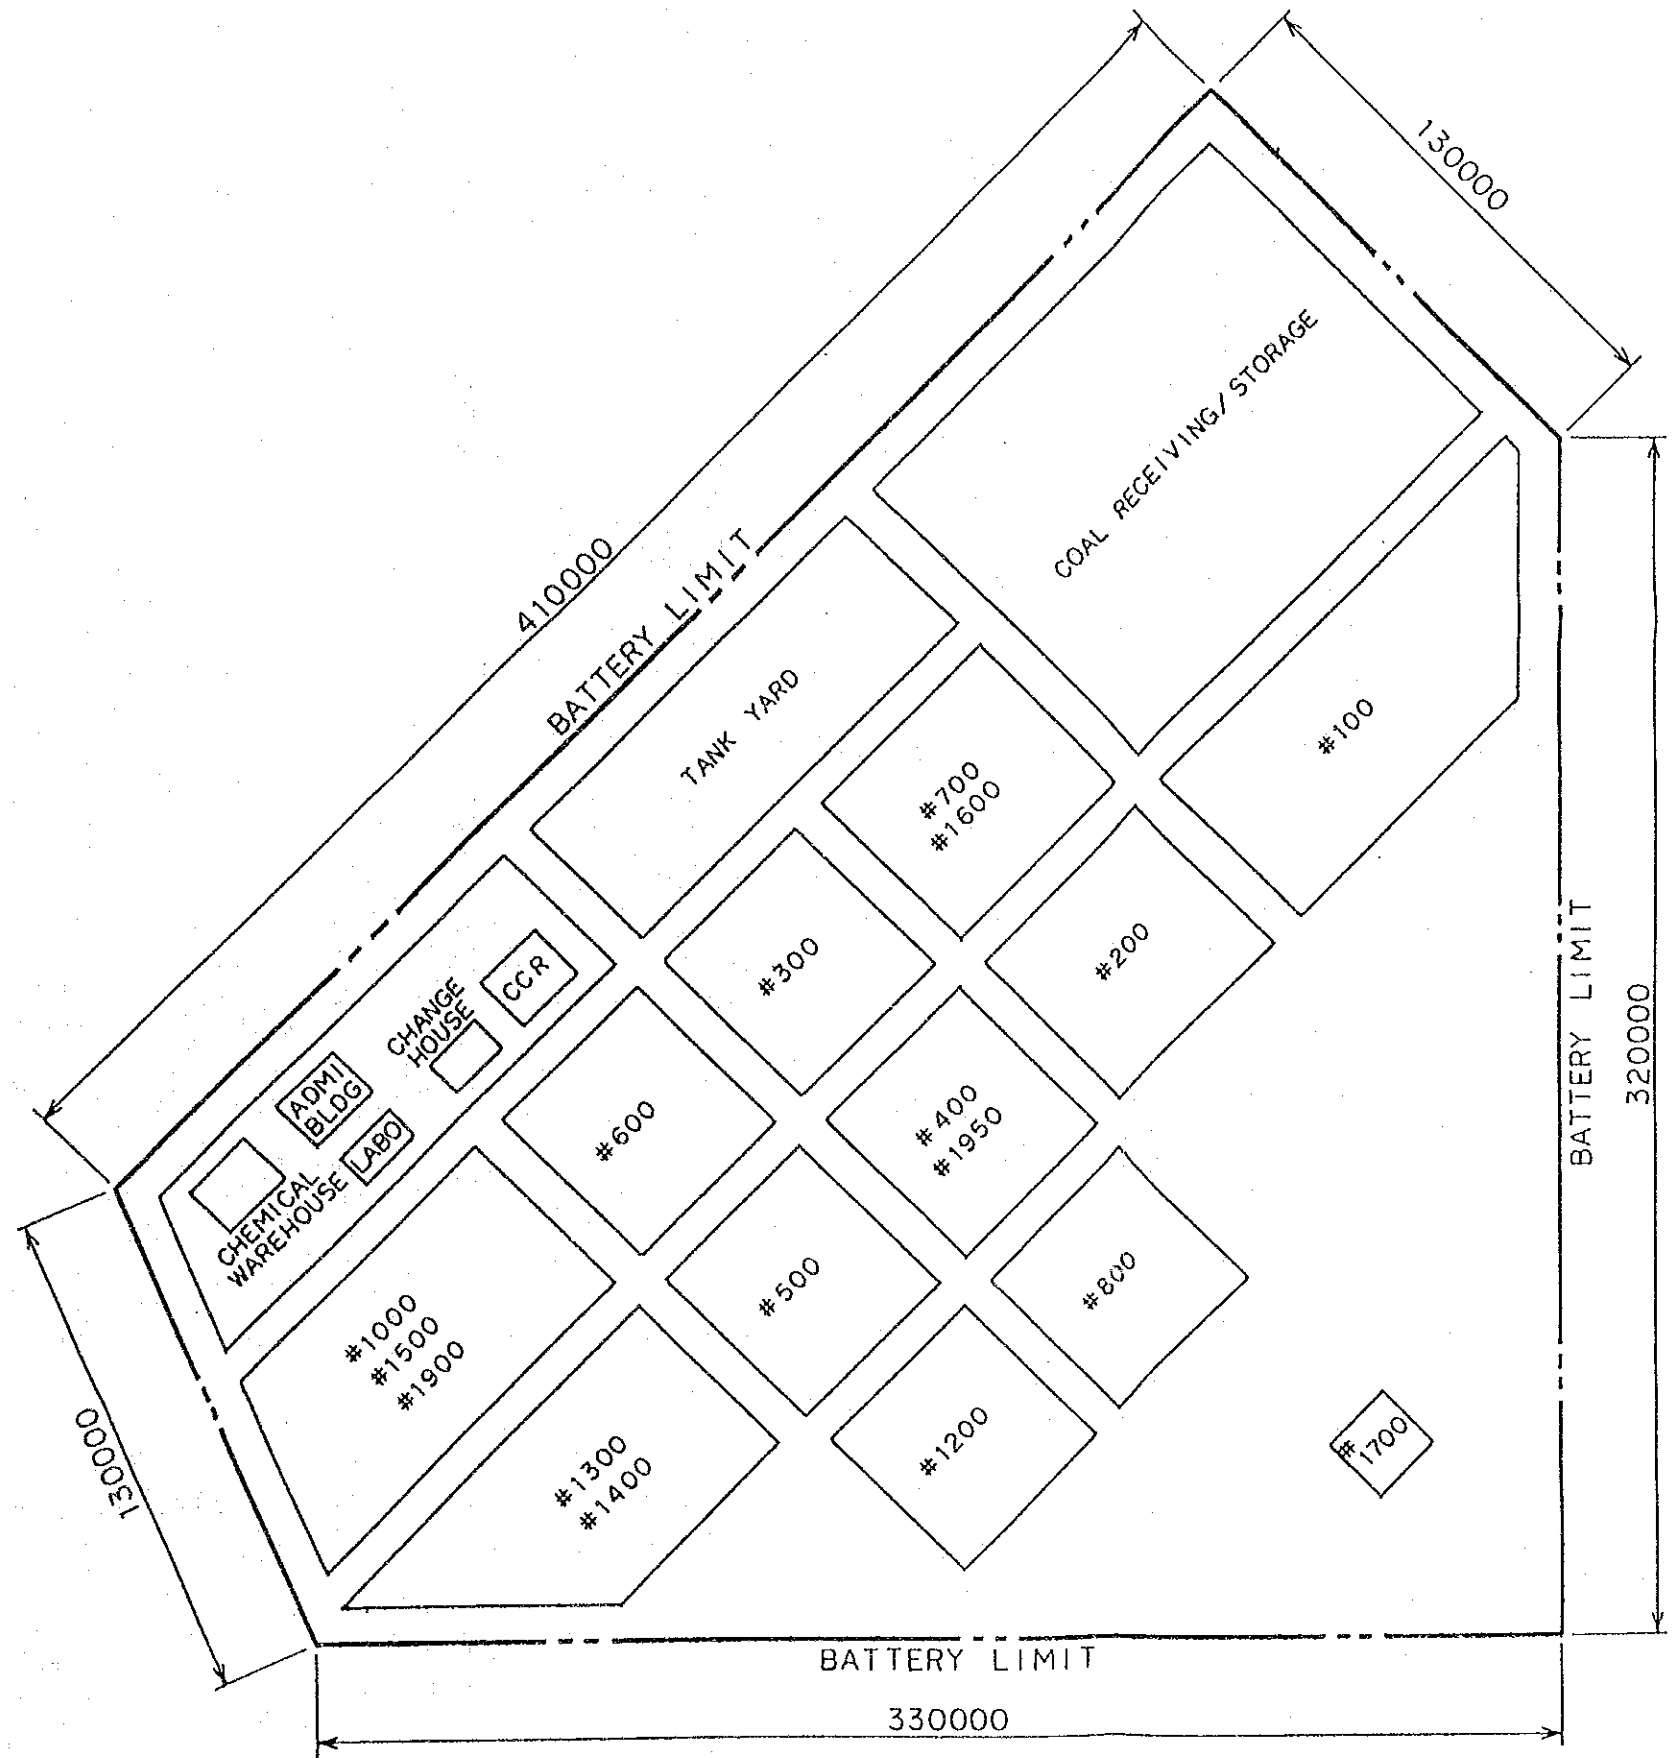 130000
410000
COAL RECEIVING/STORAGE
BATTERY LIMIT
TANK YARD
#100
#700
#1600
#300
#200
CCR
CHANGE
HOUSE
ADMI
BLDG
LABO
CHEMICAL
WAREHOUSE
#600
#400
#1950
BATTERY LIMIT
320000
#500
#800
#1000
#1500
#1900
130000
#1300
#1400
#1200
#
1700
BATTERY LIMIT
330000